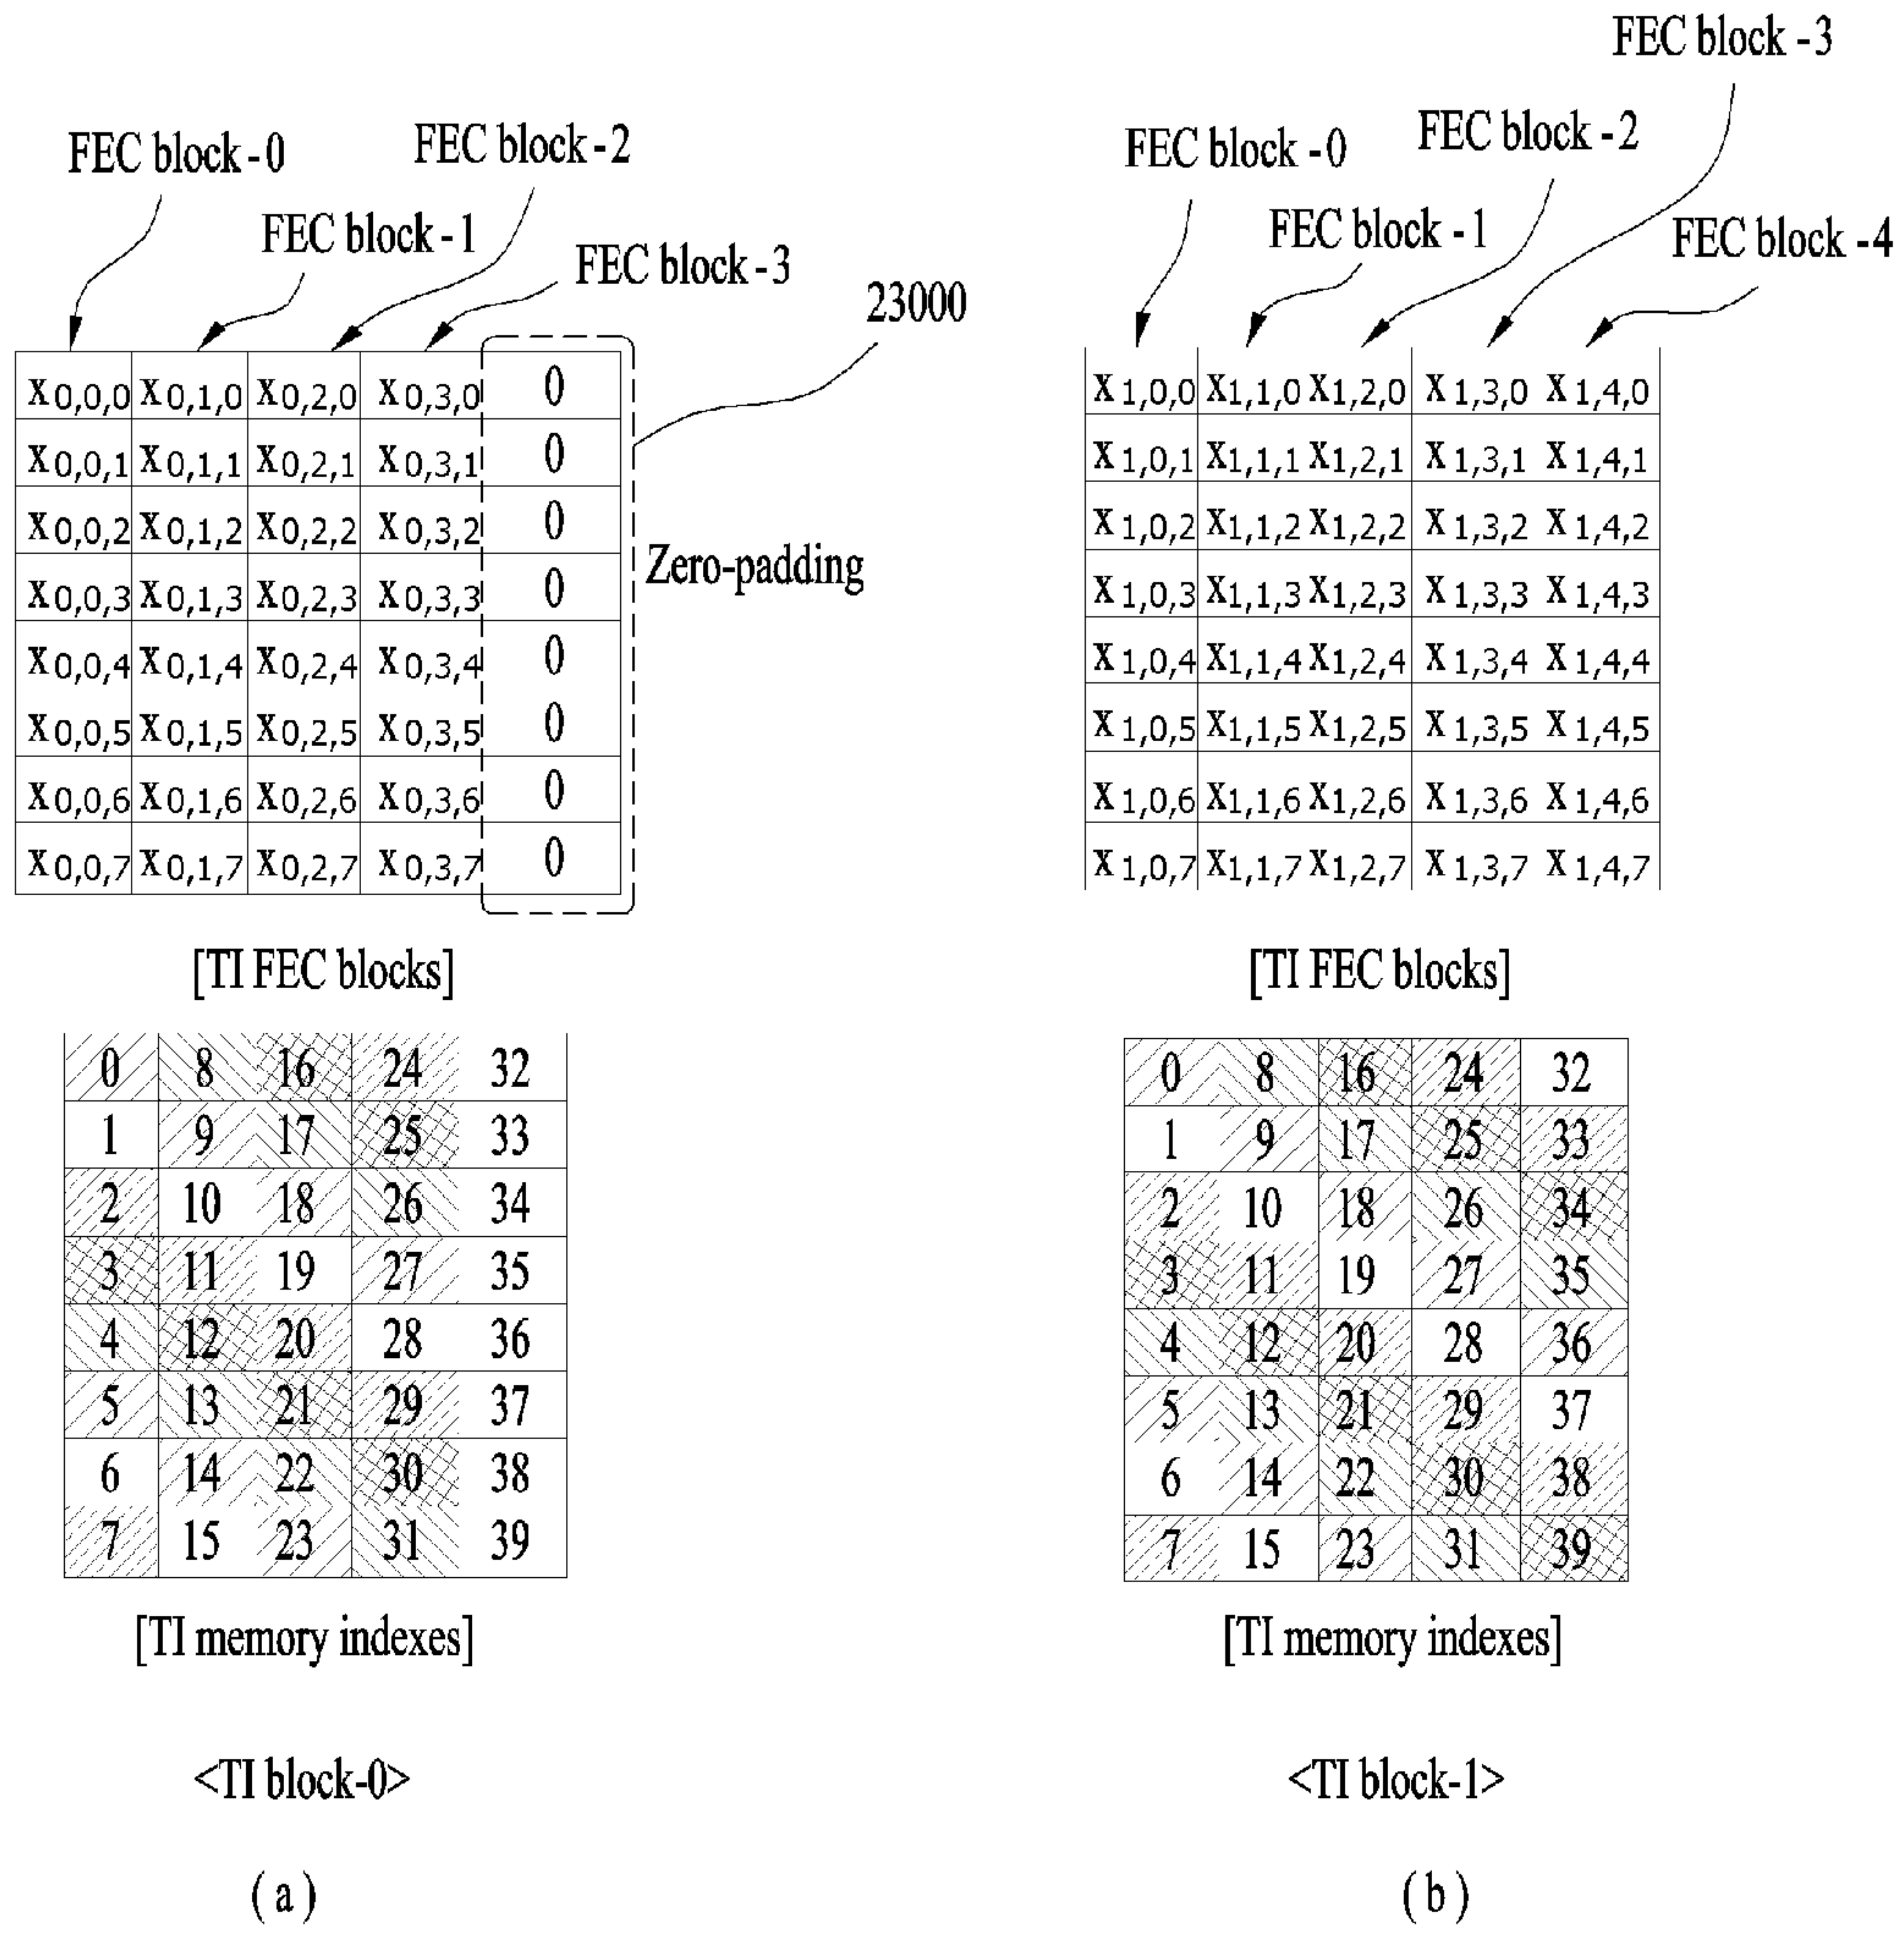 FEC block -3
FEC block -0
FEC block -2
FEC block -0
FEC block -2
FEC block -1
FEC block -1
FEC block -4
FEC block -3
23000
x0,0,0 x0,1,0 x0,2,0 x0,3,0 0
x0,0,1 x0,1,1 x0,2,1 x0,3,1 0
x0,0,2 x0,1,2 x0,2,2 x0,3,2 0
x0,0,3 x0,1,3 x0,2,3 x0,3,3 0
x0,0,4 x0,1,4 x0,2,4 x0,3,4 0
x0,0,5 x0,1,5 x0,2,5 x0,3,5 0
x0,0,6 x0,1,6 x0,2,6 x0,3,6 0
x0,0,7 x0,1,7 x0,2,7 x0,3,7 0
Zero-padding
x1,0,0 x1,1,0 x1,2,0 x1,3,0 x1,4,0
x1,0,1 x1,1,1 x1,2,1 x1,3,1 x1,4,1
x1,0,2 x1,1,2 x1,2,2 x1,3,2 x1,4,2
x1,0,3 x1,1,3 x1,2,3 x1,3,3 x1,4,3
x1,0,4 x1,1,4 x1,2,4 x1,3,4 x1,4,4
x1,0,5 x1,1,5 x1,2,5 x1,3,5 x1,4,5
x1,0,6 x1,1,6 x1,2,6 x1,3,6 x1,4,6
x1,0,7 x1,1,7 x1,2,7 x1,3,7 x1,4,7
[TI FEC blocks]
[TI FEC blocks]
0 8 16 24 32
1 9 17 25 33
2 10 18 26 34
3 11 19 27 35
4 12 20 28 36
5 13 21 29 37
6 14 22 30 38
7 15 23 31 39
0 8 16 24 32
1 9 17 25 33
2 10 18 26 34
3 11 19 27 35
4 12 20 28 36
5 13 21 29 37
6 14 22 30 38
7 15 23 31 39
[TI memory indexes]
[TI memory indexes]
<TI block-0>
<TI block-1>
( a )
( b )